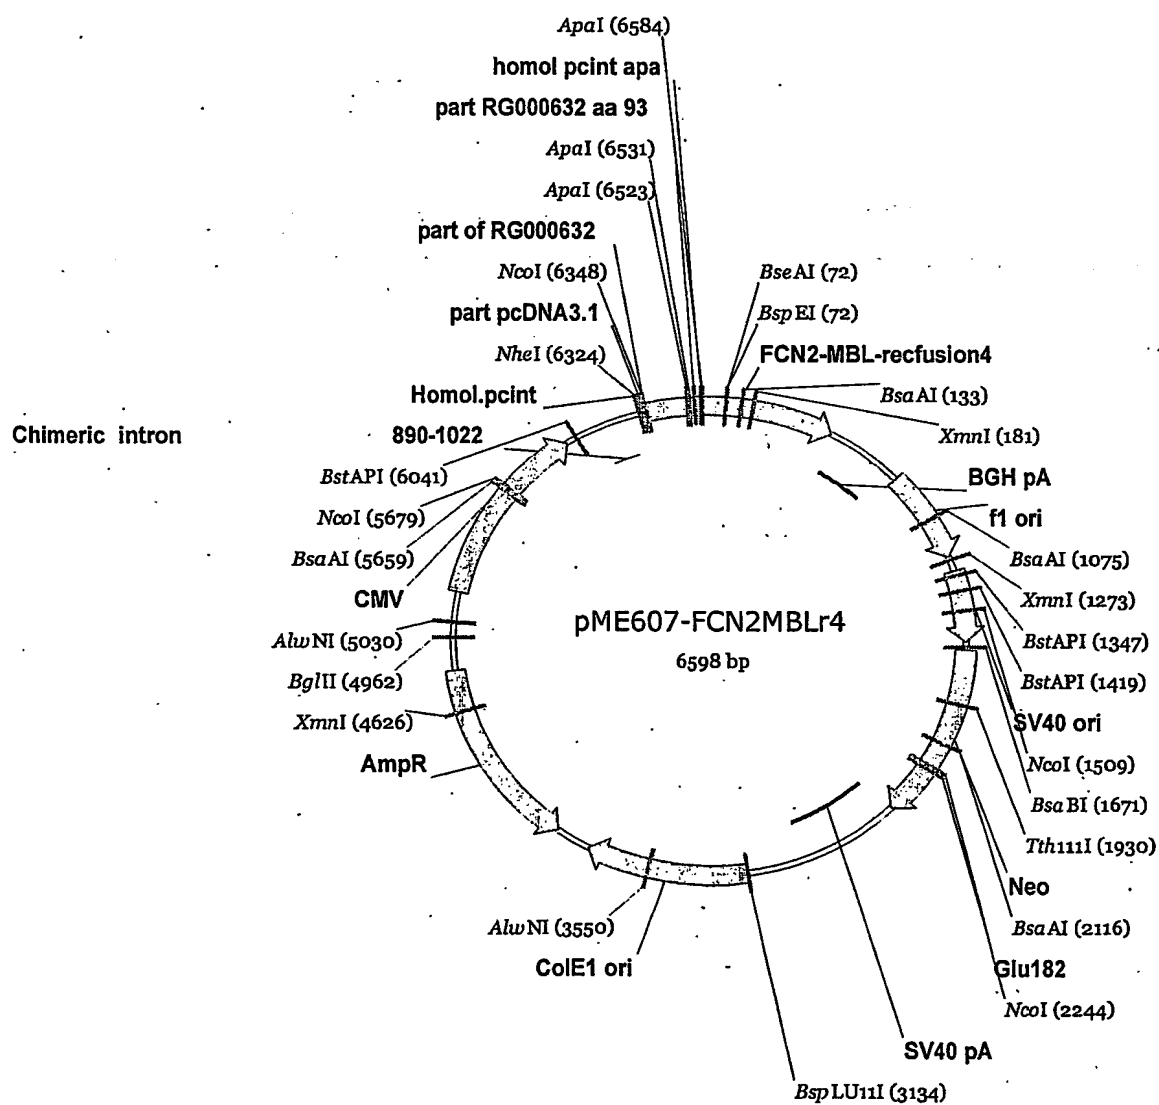 ApaI (6584)
homol pcint apa
part RG000632 aa 93
ApaI (6531)
ApaI (6523)
part of RG000632
NcoI (6348)
part pcDNA3.1
NheI (6324)
Homol.pcint
890-1022
Chimeric intron
BstAPI (6041)
NcoI (5679)
BsaAI (5659)
CMV
AlwNI (5030)
BglII (4962)
XmnI (4626)
AmpR
AlwNI (3550)
ColE1 ori
BseAI (72)
BspEI (72)
FCN2-MBL-recfusion4
BsaAI (133)
XmnI (181)
BGH pA
f1 ori
BsaAI (1075)
XmnI (1273)
BstAPI (1347)
BstAPI (1419)
SV40 ori
NcoI (1509)
BsaBI (1671)
Tth111I (1930)
Neo
BsaAI (2116)
Glu182
NcoI (2244)
SV40 pA
BspLU11I (3134)
pME607-FCN2MBLr4
6598 bp